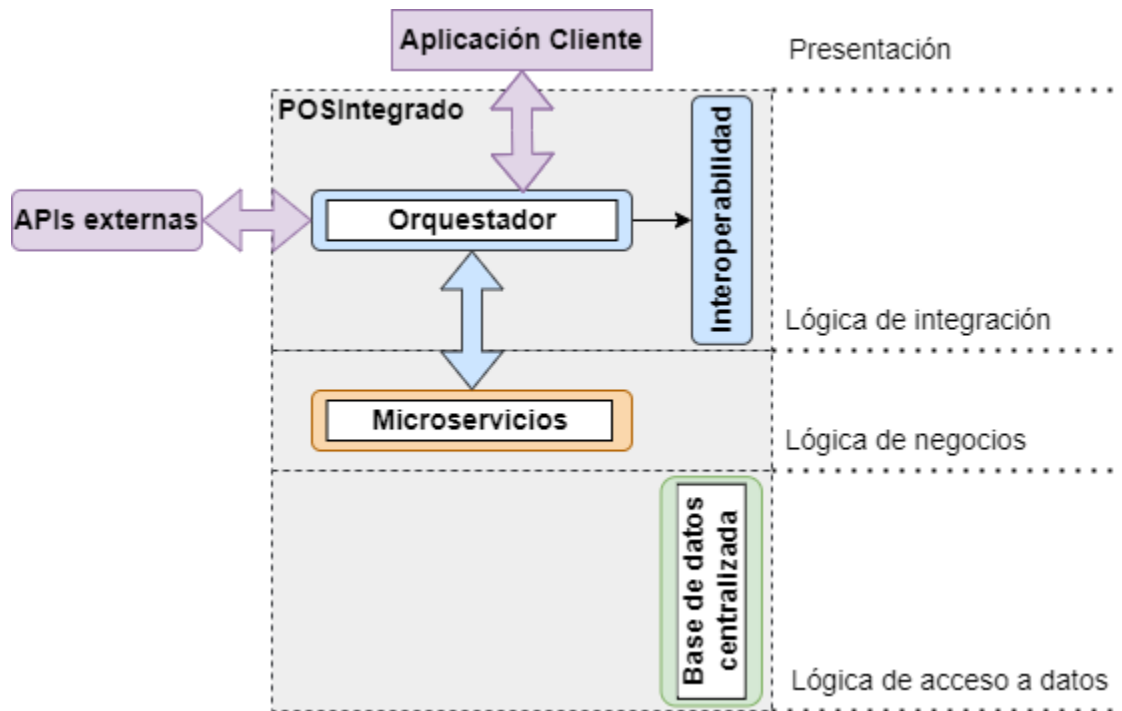 Aplicación Cliente
Presentación
POSIntegrado
Interoperabilidad
APIs externas
Orquestador
Lógica de integración
Microservicios
Lógica de negocios
Base de datos
centralizada
Lógica de acceso a datos